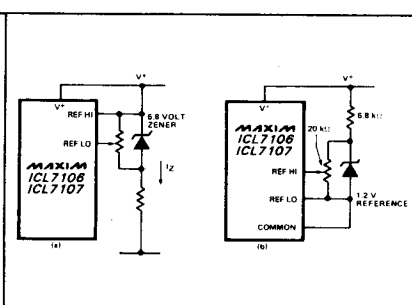 V+
V+
REF HI
6.8 VOLT
ZENER
REF LO
IZ
MAXIM
ICL7106
ICL7107
(a)
V+
V+
6.8 kΩ
20 kΩ
MAXIM
ICL7106
ICL7107
REF HI
REF LO
1.2 V
REFERENCE
COMMON
(b)